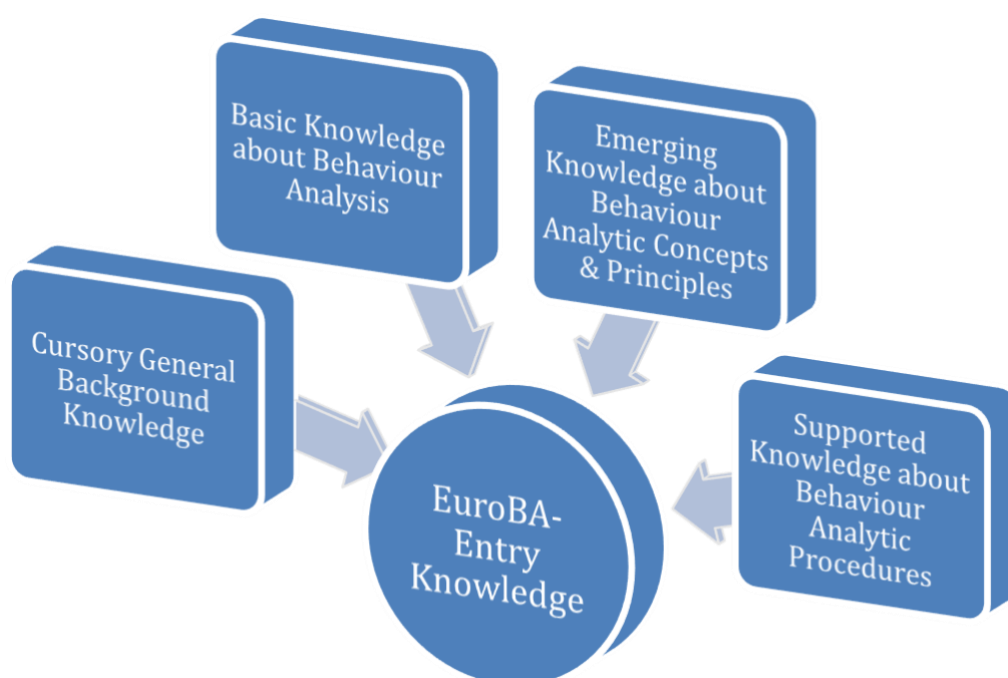 Basic Knowledge
about Behaviour
Analysis
Emerging
Knowledge about
Behaviour
Analytic Concepts
& Principles
Cursory General
Background
Knowledge
Supported
Knowledge about
Behaviour
Analytic
Procedures
EuroBA-
Entry
Knowledge